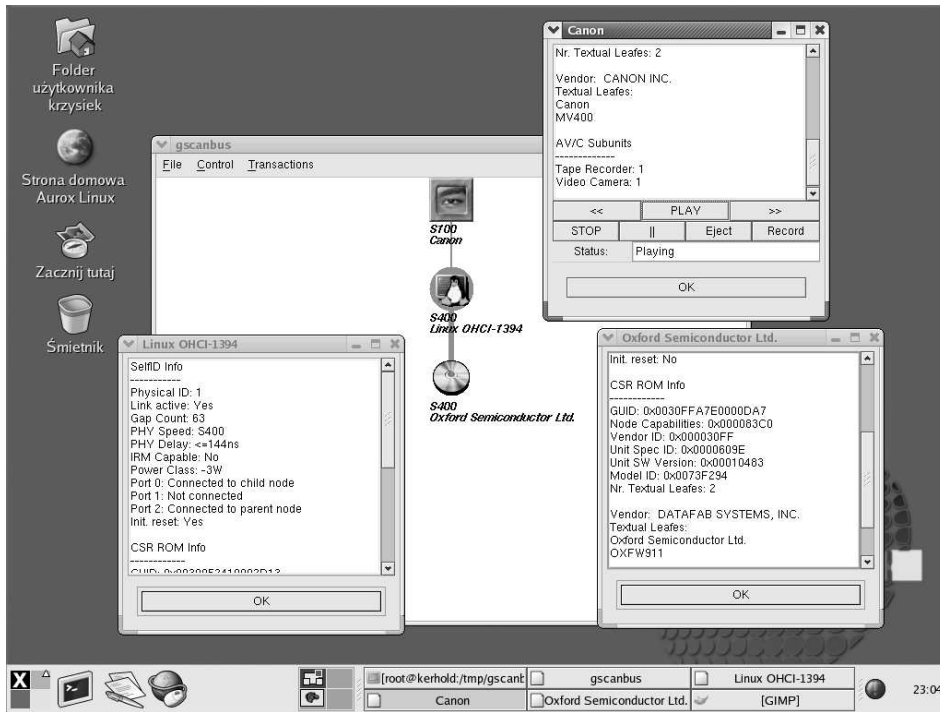 Folder
użytkownika
krzysiek
Strona domowa
Aurox Linux
Zacznij tutaj
Śmietnik
gscanbus
File Control Transactions
S100
Canon
S400
Linux OHCI-1394
S400
Oxford Semiconductor Ltd.
Canon
Nr. Textual Leafes: 2
Vendor: CANON INC.
Textual Leafes:
Canon
MV400
AV/C Subunits
-------------
Tape Recorder: 1
Video Camera: 1
<< PLAY >>
STOP || Eject Record
Status: Playing
OK
Linux OHCI-1394
SelfID Info
-----------
Physical ID: 1
Link active: Yes
Gap Count: 63
PHY Speed: S400
PHY Delay: <=144ns
IRM Capable: No
Power Class: -3W
Port 0: Connected to child node
Port 1: Not connected
Port 2: Connected to parent node
Init. reset: Yes
CSR ROM Info
------------
OK
Oxford Semiconductor Ltd.
Init. reset: No
CSR ROM Info
------------
GUID: 0x0030FFA7E0000DA7
Node Capabilities: 0x000083C0
Vendor ID: 0x000030FF
Unit Spec ID: 0x0000609E
Unit SW Version: 0x00010483
Model ID: 0x0073F294
Nr. Textual Leafes: 2
Vendor: DATAFAB SYSTEMS, INC.
Textual Leafes:
Oxford Semiconductor Ltd.
OXFW911
OK
[root@kerhold:/tmp/gscanb gscanbus Linux OHCI-1394
Canon Oxford Semiconductor Ltd. [GIMP]
23:04